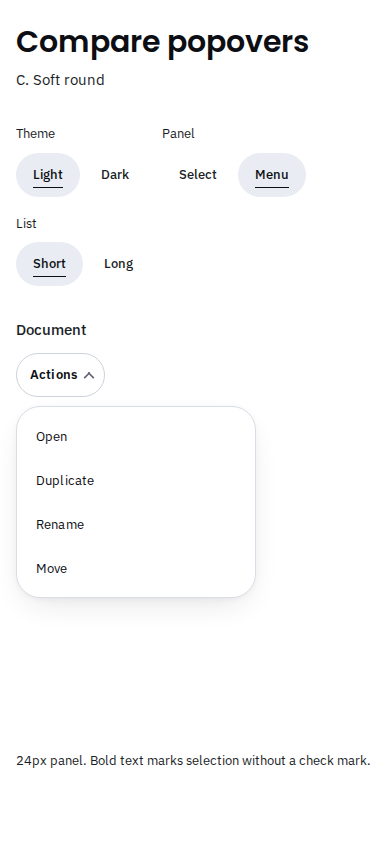 Compare popovers
C. Soft round
Theme
Panel
Light
Dark
Select
Menu
List
Short
Long
Document
Actions
Open
Duplicate
Rename
Move
24px panel. Bold text marks selection without a check mark.